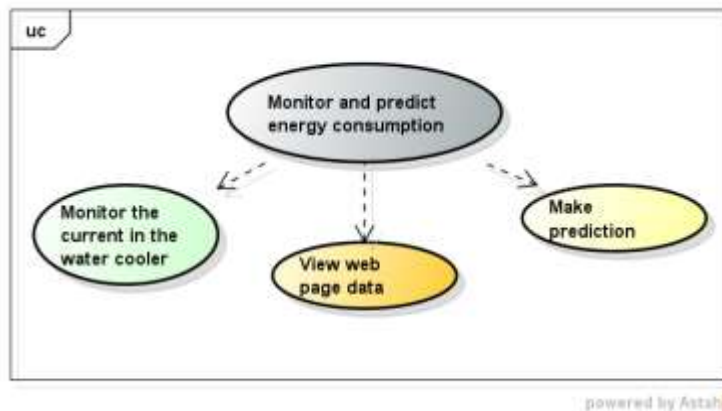 uc
Monitor and predict
energy consumption
Monitor the
current in the
water cooler
View web
page data
Make
prediction
powered by Astah